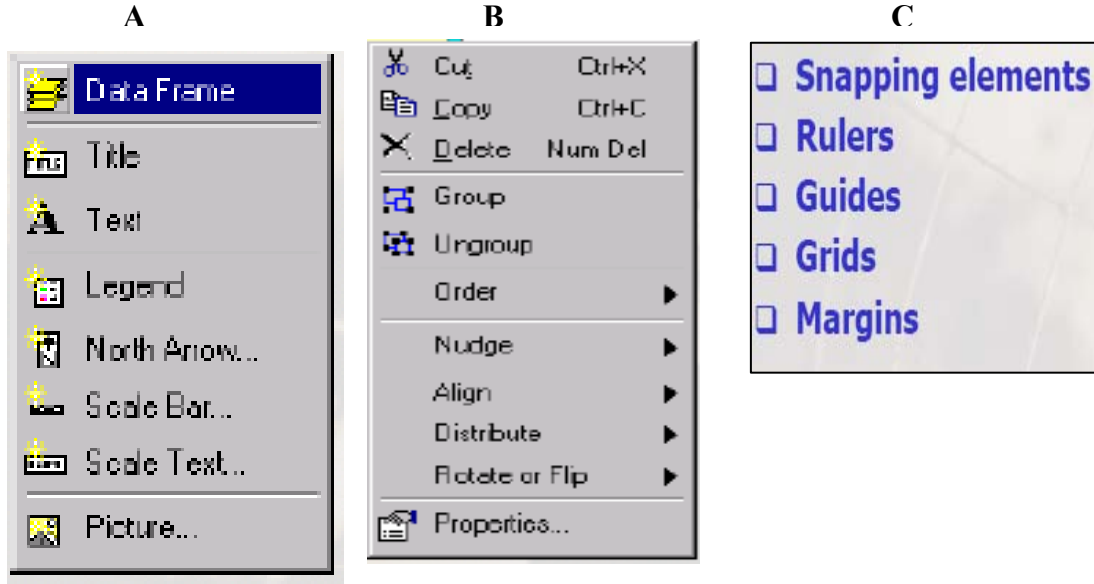 A
Data Frame
Title
Text
Legend
North Arrow...
Scale Bar...
Scale Text...
Picture...
B
Cut Ctrl+X
Copy Ctrl+C
Delete Num Del
Group
Ungroup
Order
Nudge
Align
Distribute
Rotate or Flip
Properties...
C
Snapping elements
Rulers
Guides
Grids
Margins